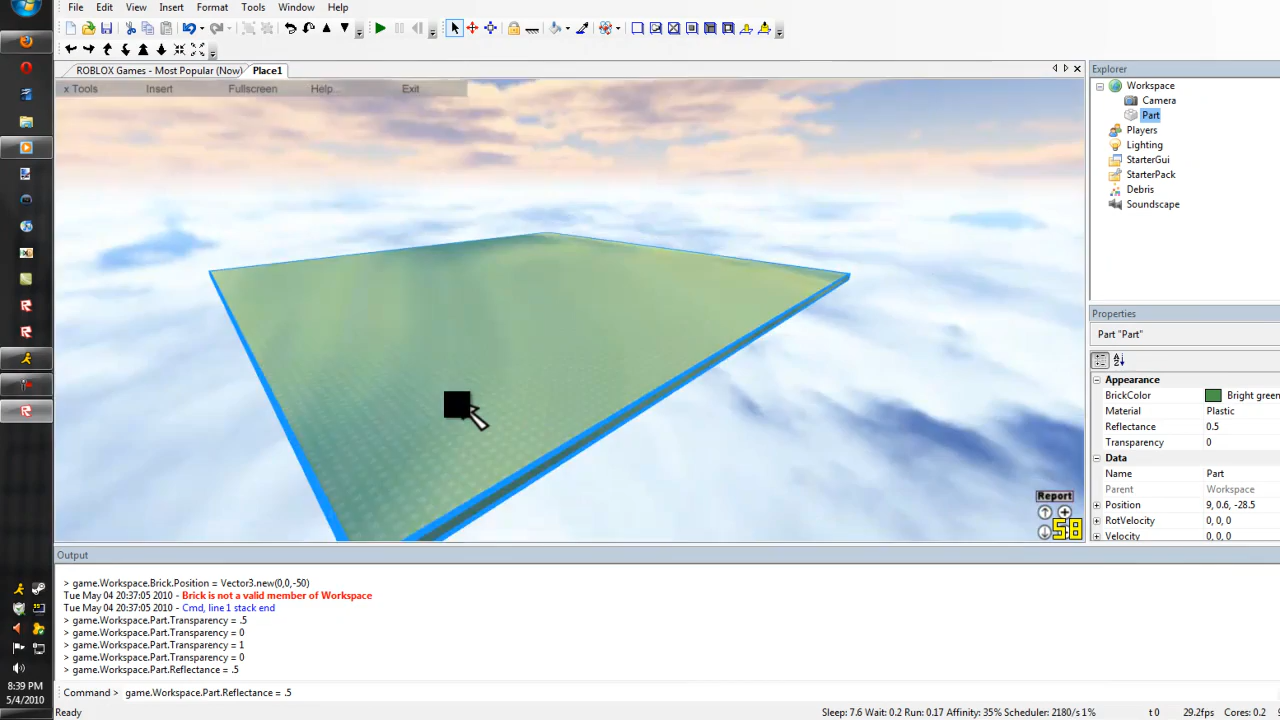 File Edit View Insert Format Tools Window Help
ROBLOX Games - Most Popular (Now) Place1
x Tools Insert Fullscreen Help... Exit
Explorer
Workspace
Camera
Part
Players
Lighting
StarterGui
StarterPack
Debris
Soundscape
Properties
Part "Part"
Appearance
BrickColor Bright green
Material Plastic
Reflectance 0.5
Transparency 0
Data
Name Part
Parent Workspace
Position 9, 0.6, -28.5
RotVelocity 0, 0, 0
Velocity 0, 0, 0
Report
58
Output
> game.Workspace.Brick.Position = Vector3.new(0,0,-50)
Tue May 04 20:37:05 2010 - Brick is not a valid member of Workspace
Tue May 04 20:37:05 2010 - Cmd, line 1 stack end
> game.Workspace.Part.Transparency = .5
> game.Workspace.Part.Transparency = 0
> game.Workspace.Part.Transparency = 1
> game.Workspace.Part.Transparency = 0
> game.Workspace.Part.Reflectance = .5
Command > game.Workspace.Part.Reflectance = .5
Ready Sleep: 7.6 Wait: 0.2 Run: 0.17 Affinity: 35% Scheduler: 2180/s 1% t 0 29.2fps Cores: 0.2
8:39 PM
5/4/2010